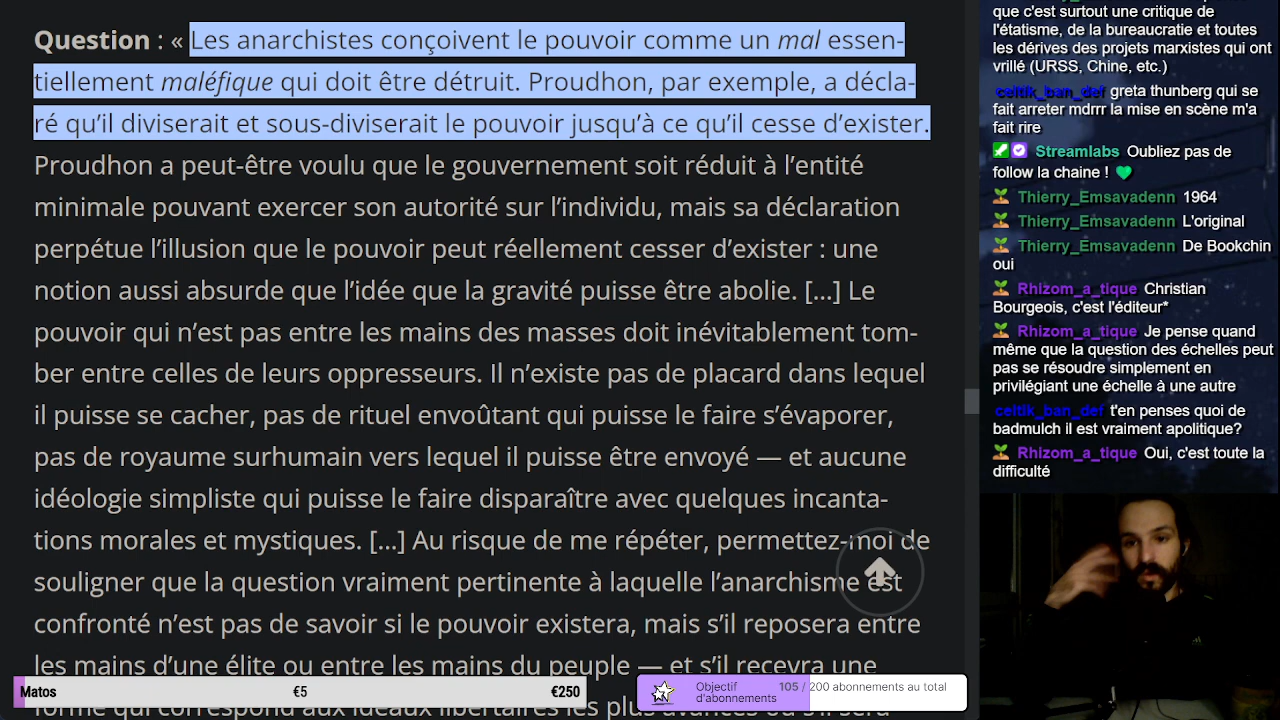 Question : « Les anarchistes conçoivent le pouvoir comme un mal essen-
tiellement maléfique qui doit être détruit. Proudhon, par exemple, a décla-
ré qu’il diviserait et sous-diviserait le pouvoir jusqu’à ce qu’il cesse d’exister.
Proudhon a peut-être voulu que le gouvernement soit réduit à l’entité
minimale pouvant exercer son autorité sur l’individu, mais sa déclaration
perpétue l’illusion que le pouvoir peut réellement cesser d’exister : une
notion aussi absurde que l’idée que la gravité puisse être abolie. [...] Le
pouvoir qui n’est pas entre les mains des masses doit inévitablement tom-
ber entre celles de leurs oppresseurs. Il n’existe pas de placard dans lequel
il puisse se cacher, pas de rituel envoûtant qui puisse le faire s’évaporer,
pas de royaume surhumain vers lequel il puisse être envoyé — et aucune
idéologie simpliste qui puisse le faire disparaître avec quelques incanta-
tions morales et mystiques. [...] Au risque de me répéter, permettez-moi de
souligner que la question vraiment pertinente à laquelle l’anarchisme est
confronté n’est pas de savoir si le pouvoir existera, mais s’il reposera entre
les mains d’une élite ou entre les mains du peuple — et s’il recevra une
Matos €5 €250
Objectif
d'abonnements
105 / 200 abonnements au total
que c'est surtout une critique de
l'étatisme, de la bureaucratie et toutes
les dérives des projets marxistes qui ont
vrillé (URSS, Chine, etc.)
celtik_ban_def greta thunberg qui se
fait arreter mdrrr la mise en scène m'a
fait rire
Streamlabs Oubliez pas de
follow la chaine !
Thierry_Emsavadenn 1964
Thierry_Emsavadenn L'original
Thierry_Emsavadenn De Bookchin
oui
Rhizom_a_tique Christian
Bourgeois, c'est l'éditeur*
Rhizom_a_tique Je pense quand
même que la question des échelles peut
pas se résoudre simplement en
privilégiant une échelle à une autre
celtik_ban_def t'en penses quoi de
badmulch il est vraiment apolitique?
Rhizom_a_tique Oui, c'est toute la
difficulté